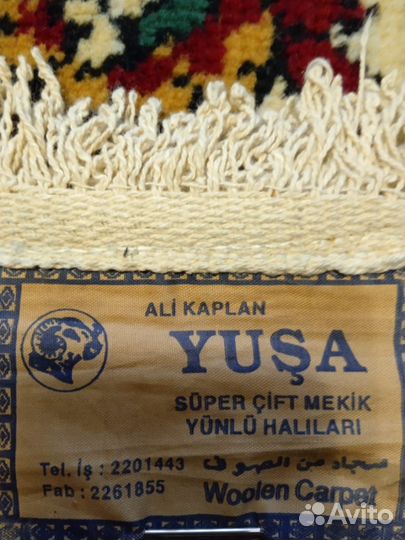 ALİ KAPLAN
YUŞA
SÜPER ÇİFT MEKİK
YÜNLÜ HALILARI
Tel. İş : 2201443
Fab : 2261855
سجاد من الصوف
Woolen Carpet
Avito